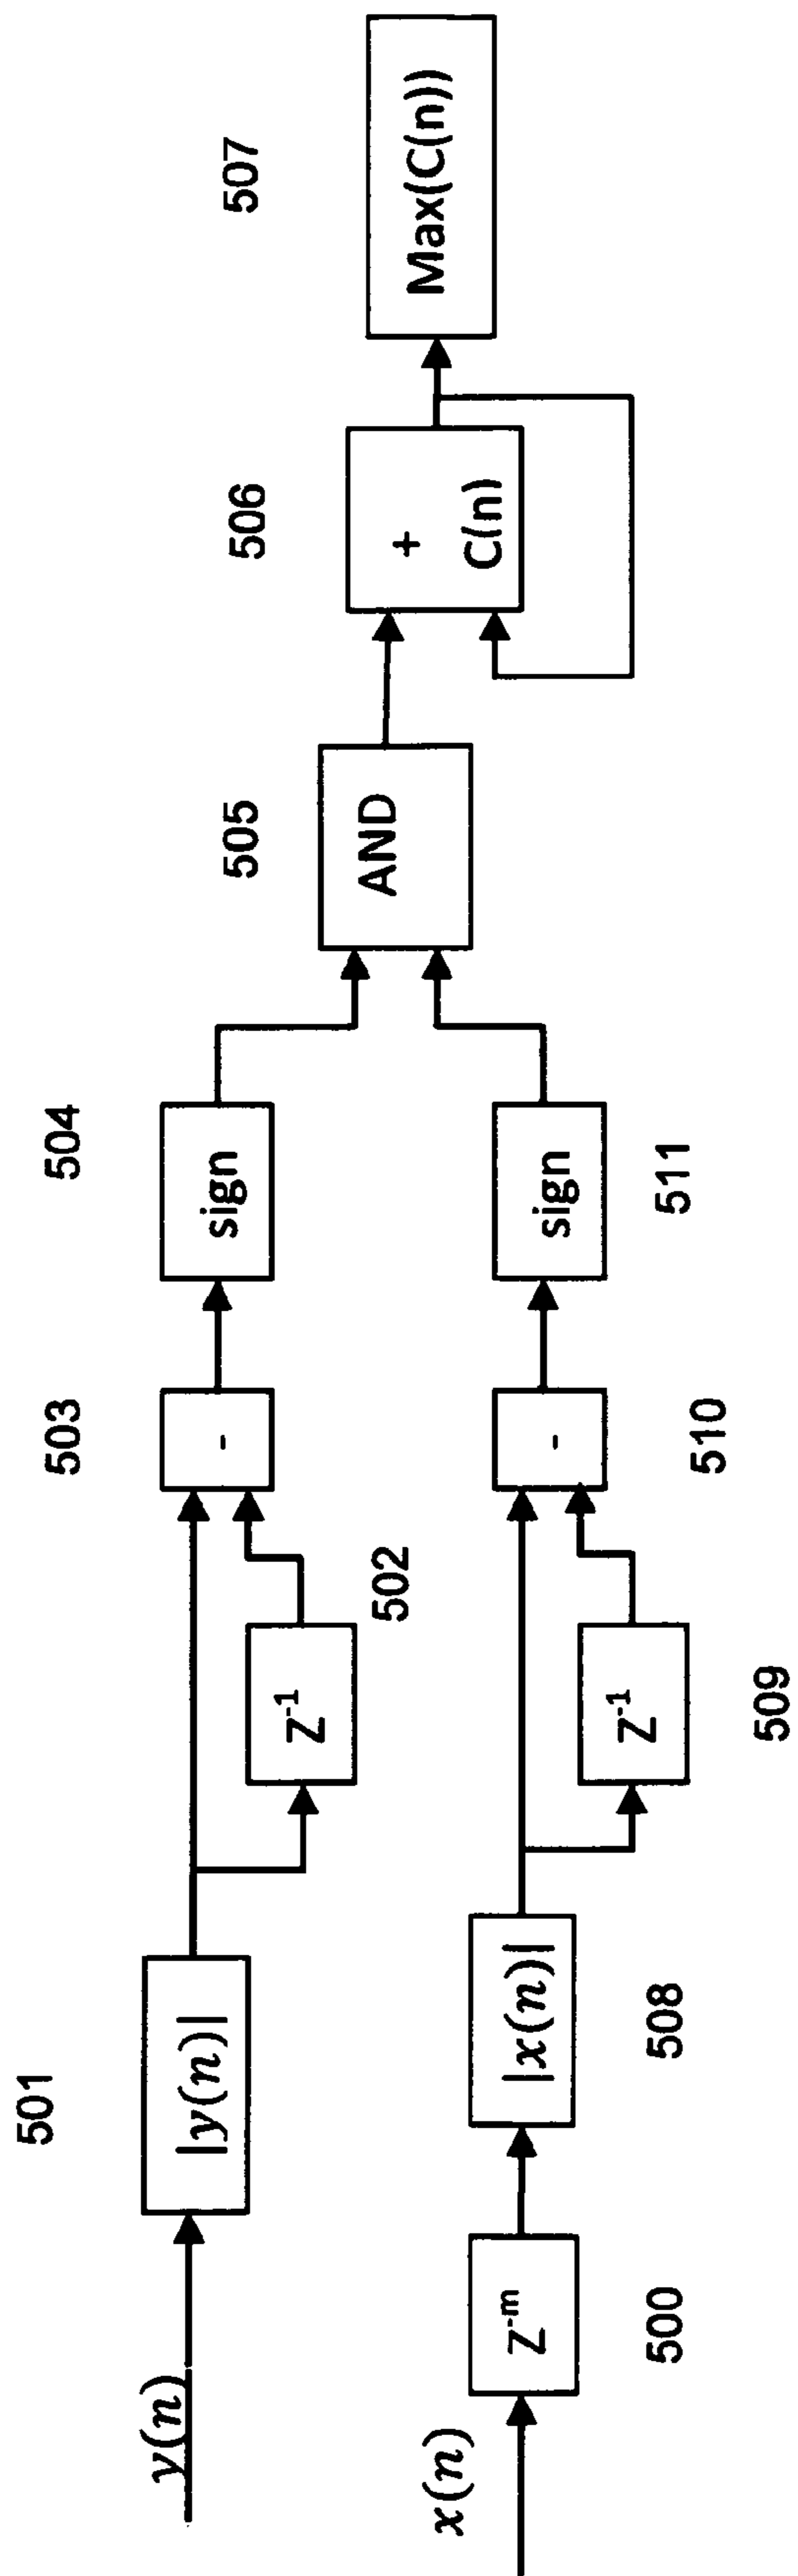 501
503
504
505
506
507
y(n)
|y(n)|
Z⁻¹
502
-
sign
AND
+
C(n)
Max(C(n))
x(n)
Z⁻ᵐ
|x(n)|
Z⁻¹
-
sign
500
508
509
510
511